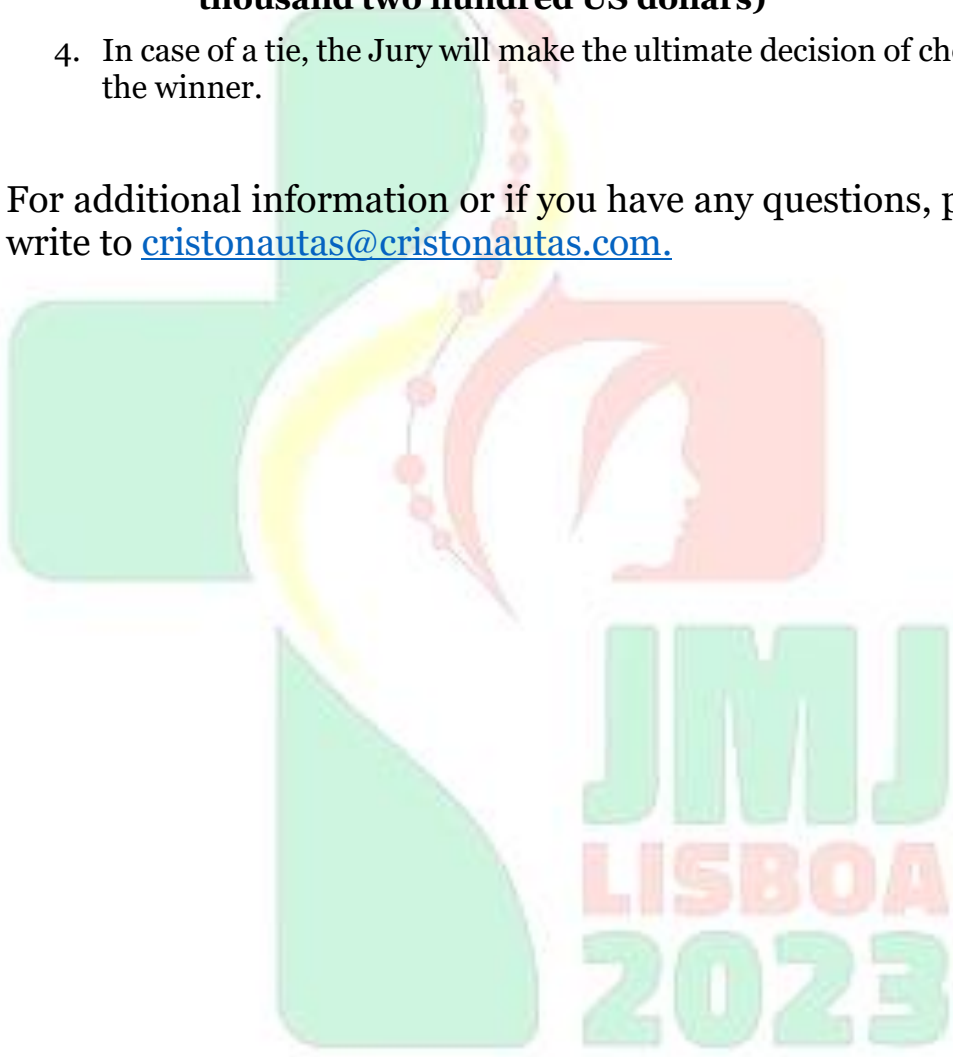 thousand two hundred US dollars)
4. In case of a tie, the Jury will make the ultimate decision of
the winner.
For additional information or if you have any questions,
write to cristonautas@cristonautas.com.
JMJ
LISBOA
2023